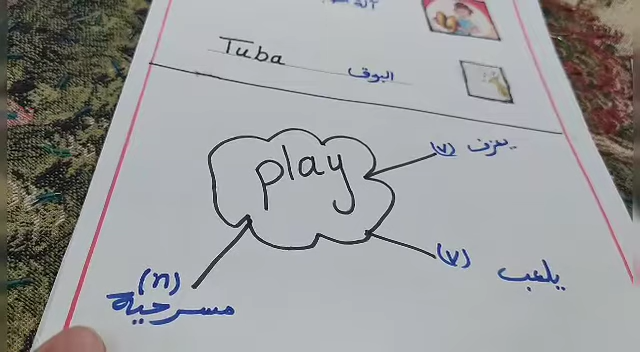 Tuba البوق
play
(v) يعزف
(v) يلعب
(n)
مسرحية